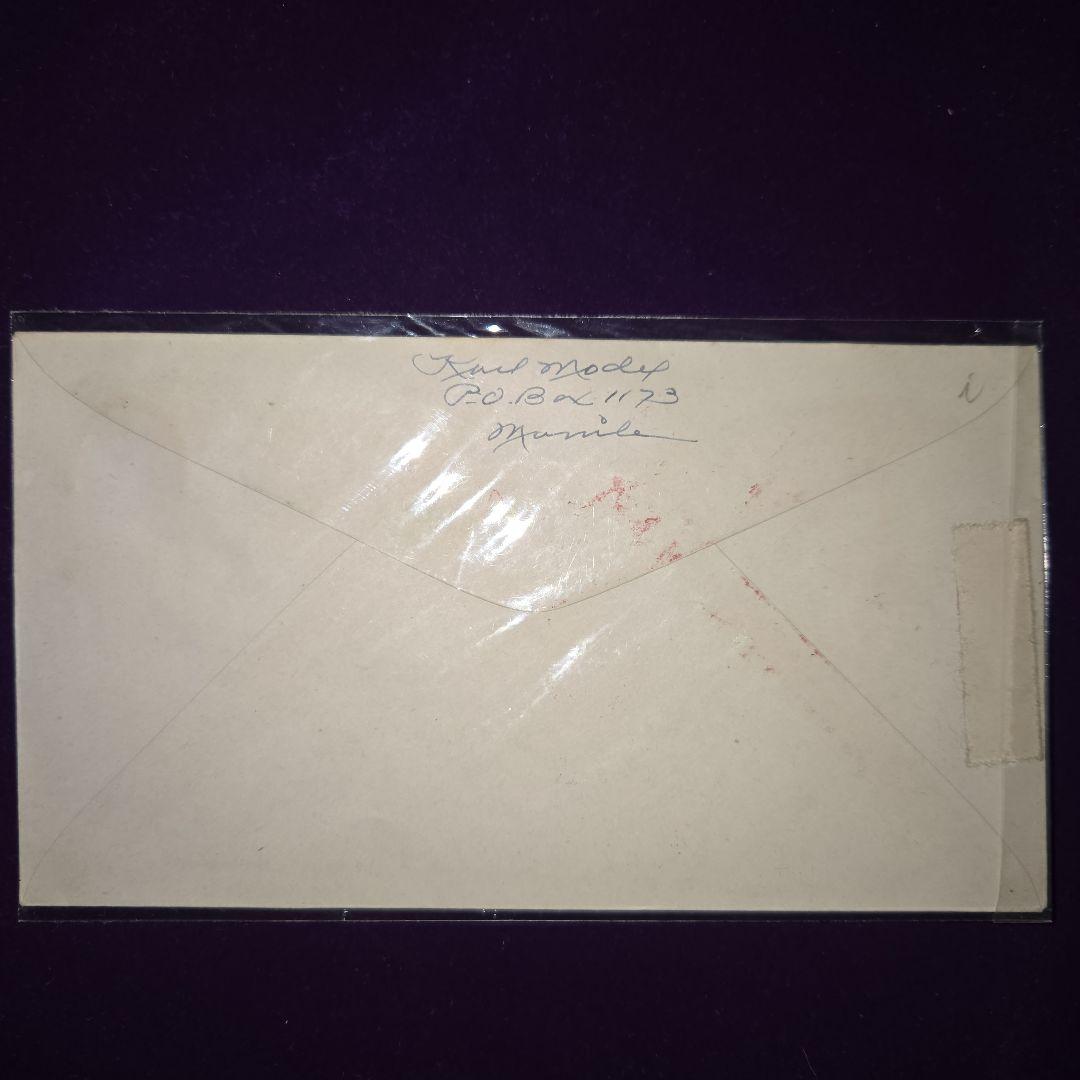 Karl Model
P.O. Box 1173
Manila
i